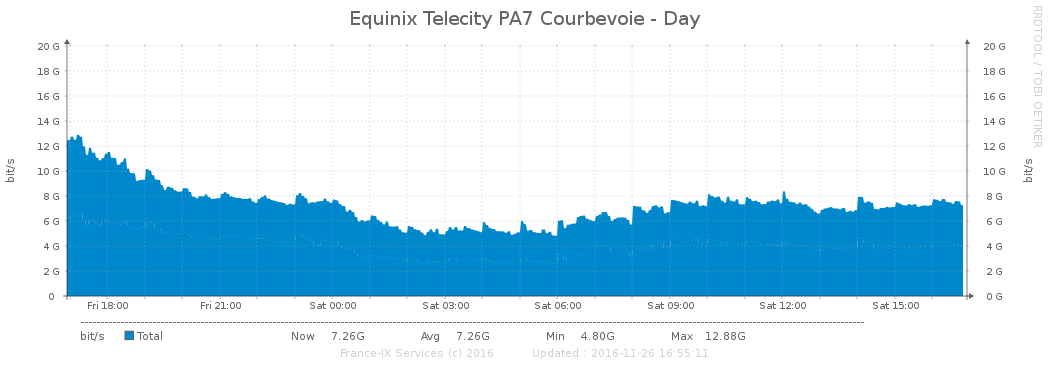 Equinix Telecity PA7 Courbevoie - Day
RRDTOOL / TOBI OETIKER
bit/s
bit/s
20 G 20 G
18 G 18 G
16 G 16 G
14 G 14 G
12 G 12 G
10 G 10 G
8 G 8 G
6 G 6 G
4 G 4 G
2 G 2 G
0 0 G
Fri 18:00 Fri 21:00 Sat 00:00 Sat 03:00 Sat 06:00 Sat 09:00 Sat 12:00 Sat 15:00
bit/s Total Now 7.26G Avg 7.26G Min 4.80G Max 12.88G
France-IX Services (c) 2016 Updated : 2016-11-26 16:55:11